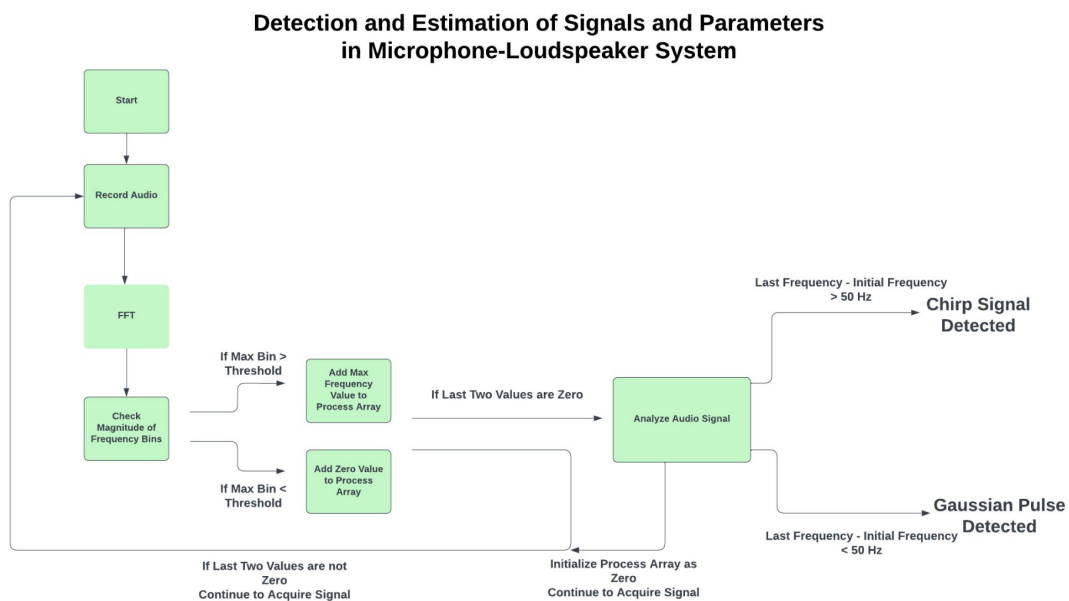 Detection and Estimation of Signals and Parameters
in Microphone-Loudspeaker System
Start
Record Audio
FFT
Check
Magnitude of
Frequency Bins
If Max Bin >
Threshold
If Max Bin <
Threshold
Add Max
Frequency
Value to
Process Array
Add Zero Value
to Process
Array
If Last Two Values are Zero
Analyze Audio Signal
Last Frequency - Initial Frequency
> 50 Hz
Chirp Signal
Detected
Gaussian Pulse
Detected
Last Frequency - Initial Frequency
< 50 Hz
If Last Two Values are not
Zero
Continue to Acquire Signal
Initialize Process Array as
Zero
Continue to Acquire Signal